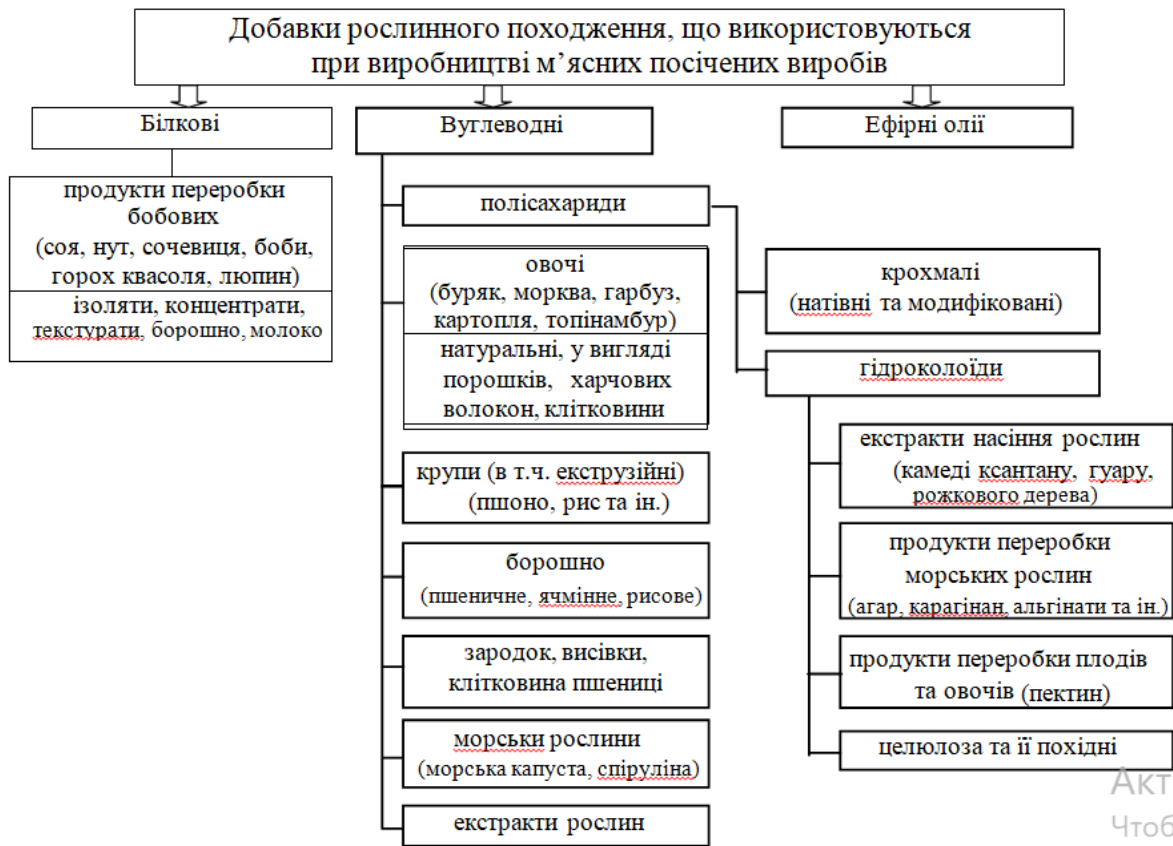 Добавки рослинного походження, що використовуються
при виробництві м’ясних посічених виробів
Білкові
Вуглеводні
Ефірні олії
продукти переробки
бобових
(соя, нут, сочевиця, боби,
горох квасоля, люпин)
ізоляти, концентрати,
текстурати, борошно, молоко
полісахариди
овочі
(буряк, морква, гарбуз,
картопля, топінамбур)
натуральні, у вигляді
порошків, харчових
волокон, клітковини
крупи (в т.ч. екструзійні)
(пшоно, рис та ін.)
борошно
(пшеничне, ячмінне, рисове)
зародок, висівки,
клітковина пшениці
морськи рослини
(морська капуста, спіруліна)
екстракти рослин
крохмалі
(натівні та модифіковані)
гідроколоїди
екстракти насіння рослин
(камеді ксантану, гуару,
рожкового дерева)
продукти переробки
морських рослин
(агар, карагінан, альгінати та ін.)
продукти переробки плодів
та овочів (пектин)
целюлоза та її похідні
Акт
Чтоб